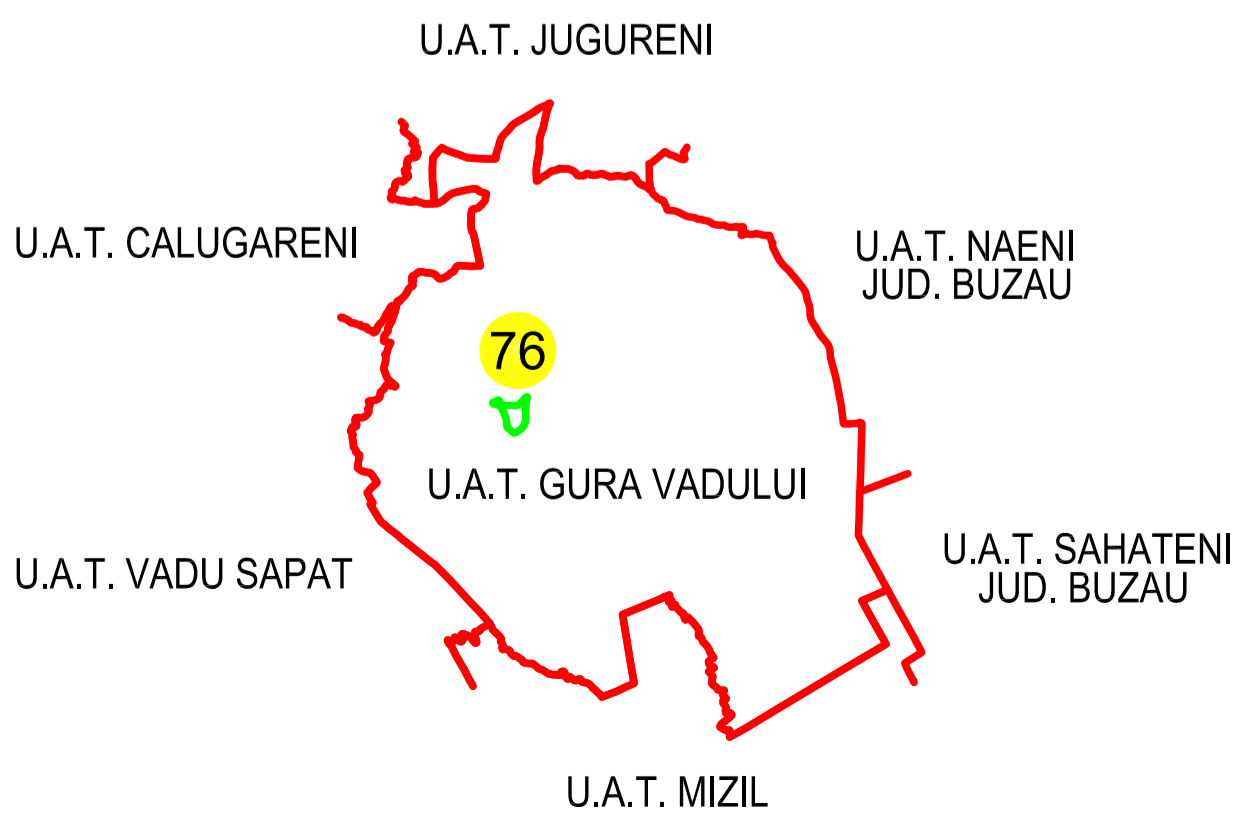 U.A.T. JUGURENI
U.A.T. CALUGARENI
U.A.T. NAENI
JUD. BUZAU
76
U.A.T. GURA VADULUI
U.A.T. VADU SAPAT
U.A.T. SAHATENI
JUD. BUZAU
U.A.T. MIZIL